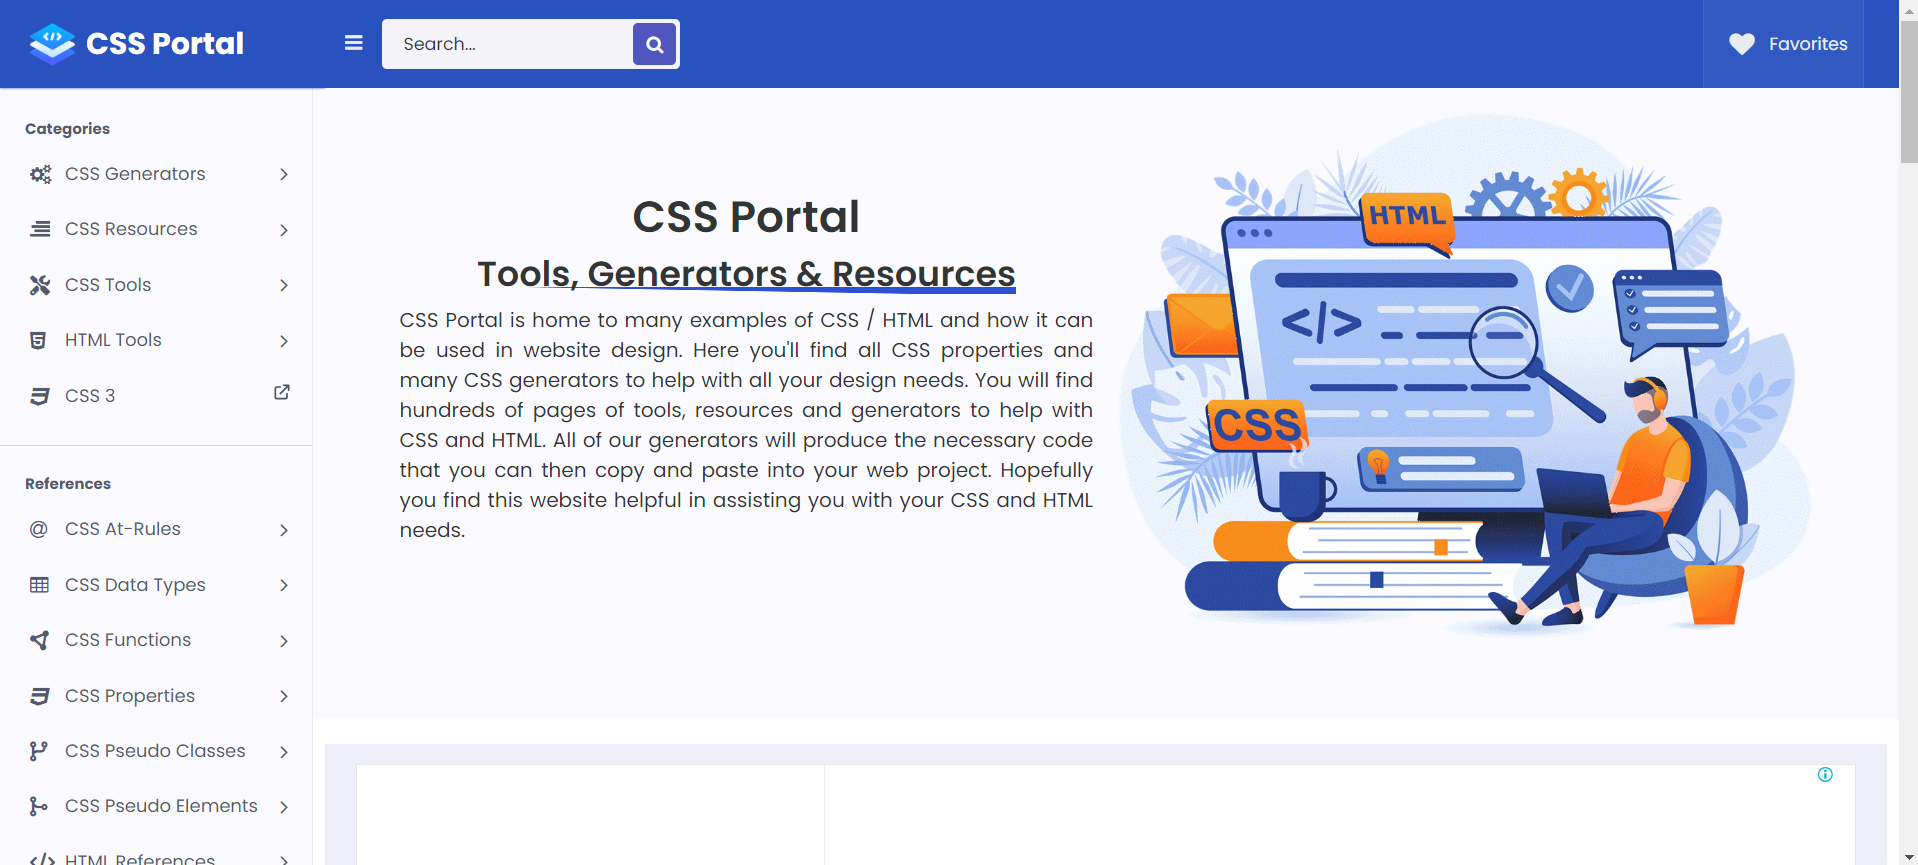 CSS Portal
Search...
Favorites
Categories
CSS Generators
CSS Resources
CSS Tools
HTML Tools
CSS 3
References
@ CSS At-Rules
CSS Data Types
CSS Functions
CSS Properties
CSS Pseudo Classes
CSS Pseudo Elements
HTML References
CSS Portal
Tools, Generators & Resources
CSS Portal is home to many examples of CSS / HTML and how it can
be used in website design. Here you'll find all CSS properties and
many CSS generators to help with all your design needs. You will find
hundreds of pages of tools, resources and generators to help with
CSS and HTML. All of our generators will produce the necessary code
that you can then copy and paste into your web project. Hopefully
you find this website helpful in assisting you with your CSS and HTML
needs.
HTML
</>
CSS